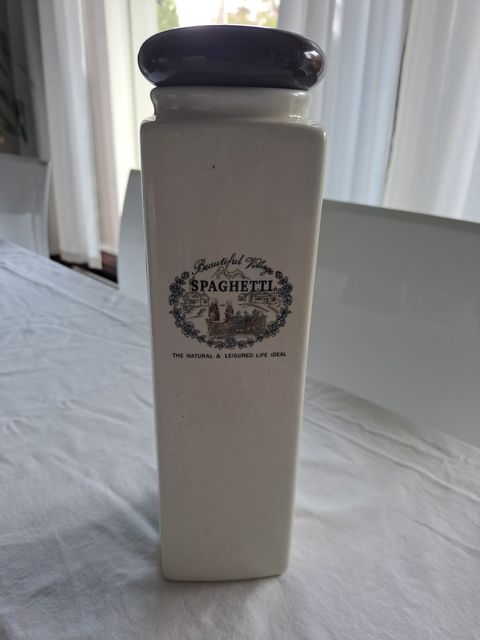 Beautiful Village
SPAGHETTI
THE NATURAL & LEISURED LIFE IDEAL